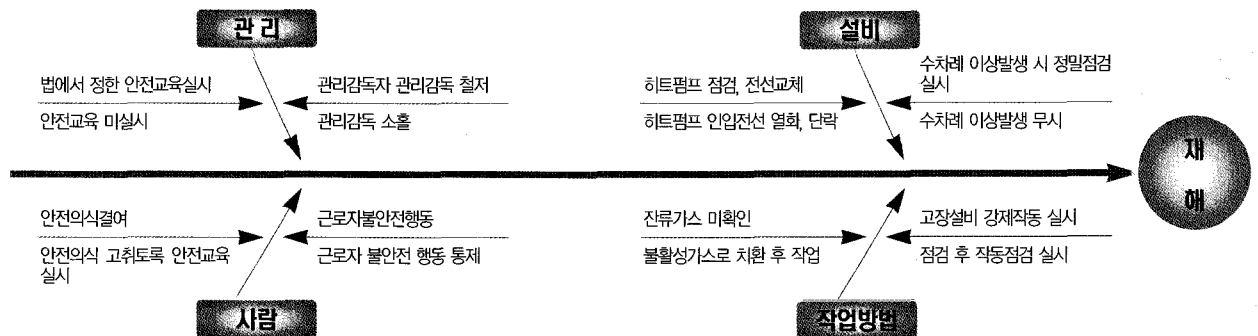 관 리
설비
법에서 정한 안전교육실시
안전교육 미실시
관리감독자 관리감독 철저
관리감독 소홀
히트펌프 점검, 전선교체
히트펌프 인입전선 열화, 단락
수차례 이상발생 시 정밀점검
실시
수차례 이상발생 무시
재
해
안전의식결여
안전의식 고취토록 안전교육
실시
근로자불안전행동
근로자 불안전 행동 통제
잔류가스 미확인
불활성가스로 치환 후 작업
고장설비 강제작동 실시
점검 후 작동점검 실시
사람
작업방법